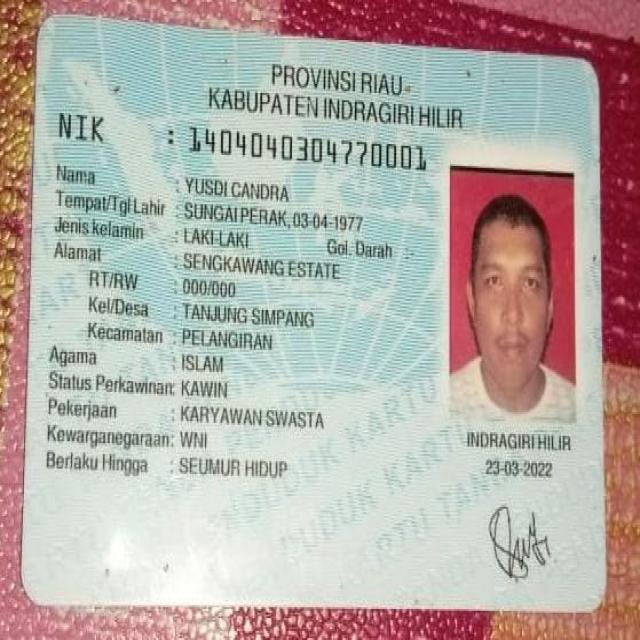 PROVINSI RIAU
KABUPATEN INDRAGIRI HILIR
NIK : 1404040304770001
Nama : YUSDI CANDRA
Tempat/Tgl Lahir : SUNGAI PERAK, 03-04-1977
Jenis kelamin : LAKI-LAKI Gol. Darah :-
Alamat : SENGKAWANG ESTATE
RT/RW : 000/000
Kel/Desa : TANJUNG SIMPANG
Kecamatan : PELANGIRAN
Agama : ISLAM
Status Perkawinan: KAWIN
Pekerjaan : KARYAWAN SWASTA
Kewarganegaraan: WNI
Berlaku Hingga : SEUMUR HIDUP
INDRAGIRI HILIR
23-03-2022